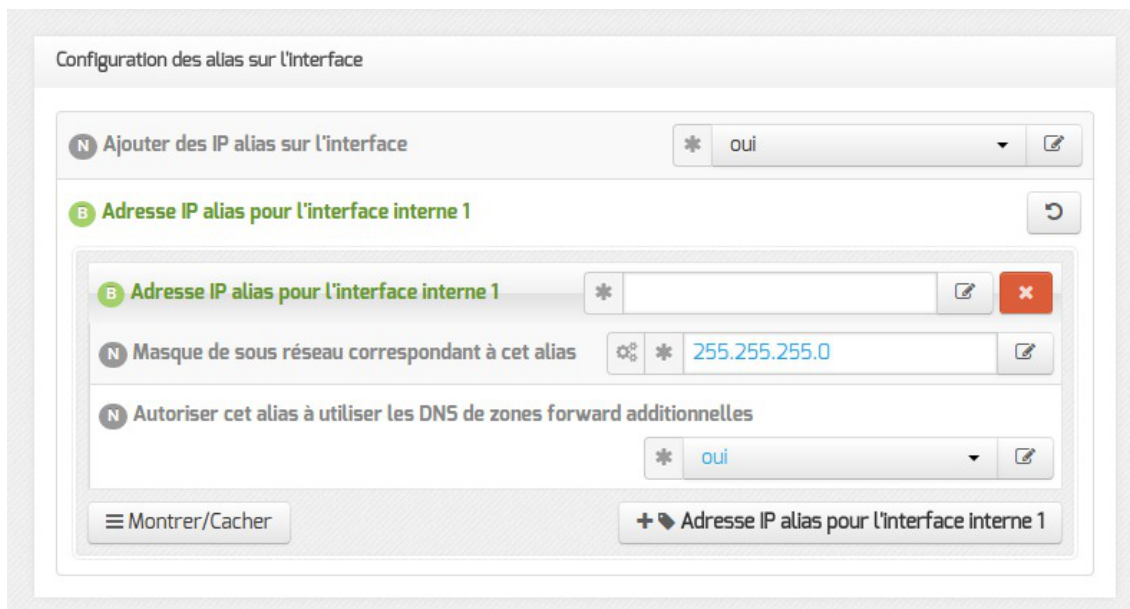 Configuration des alias sur l'interface
N Ajouter des IP alias sur l'interface
oui
B Adresse IP alias pour l'interface interne 1
B Adresse IP alias pour l'interface interne 1
N Masque de sous réseau correspondant à cet alias
255.255.255.0
N Autoriser cet alias à utiliser les DNS de zones forward additionnelles
oui
Montrer/Cacher
Adresse IP alias pour l'interface interne 1